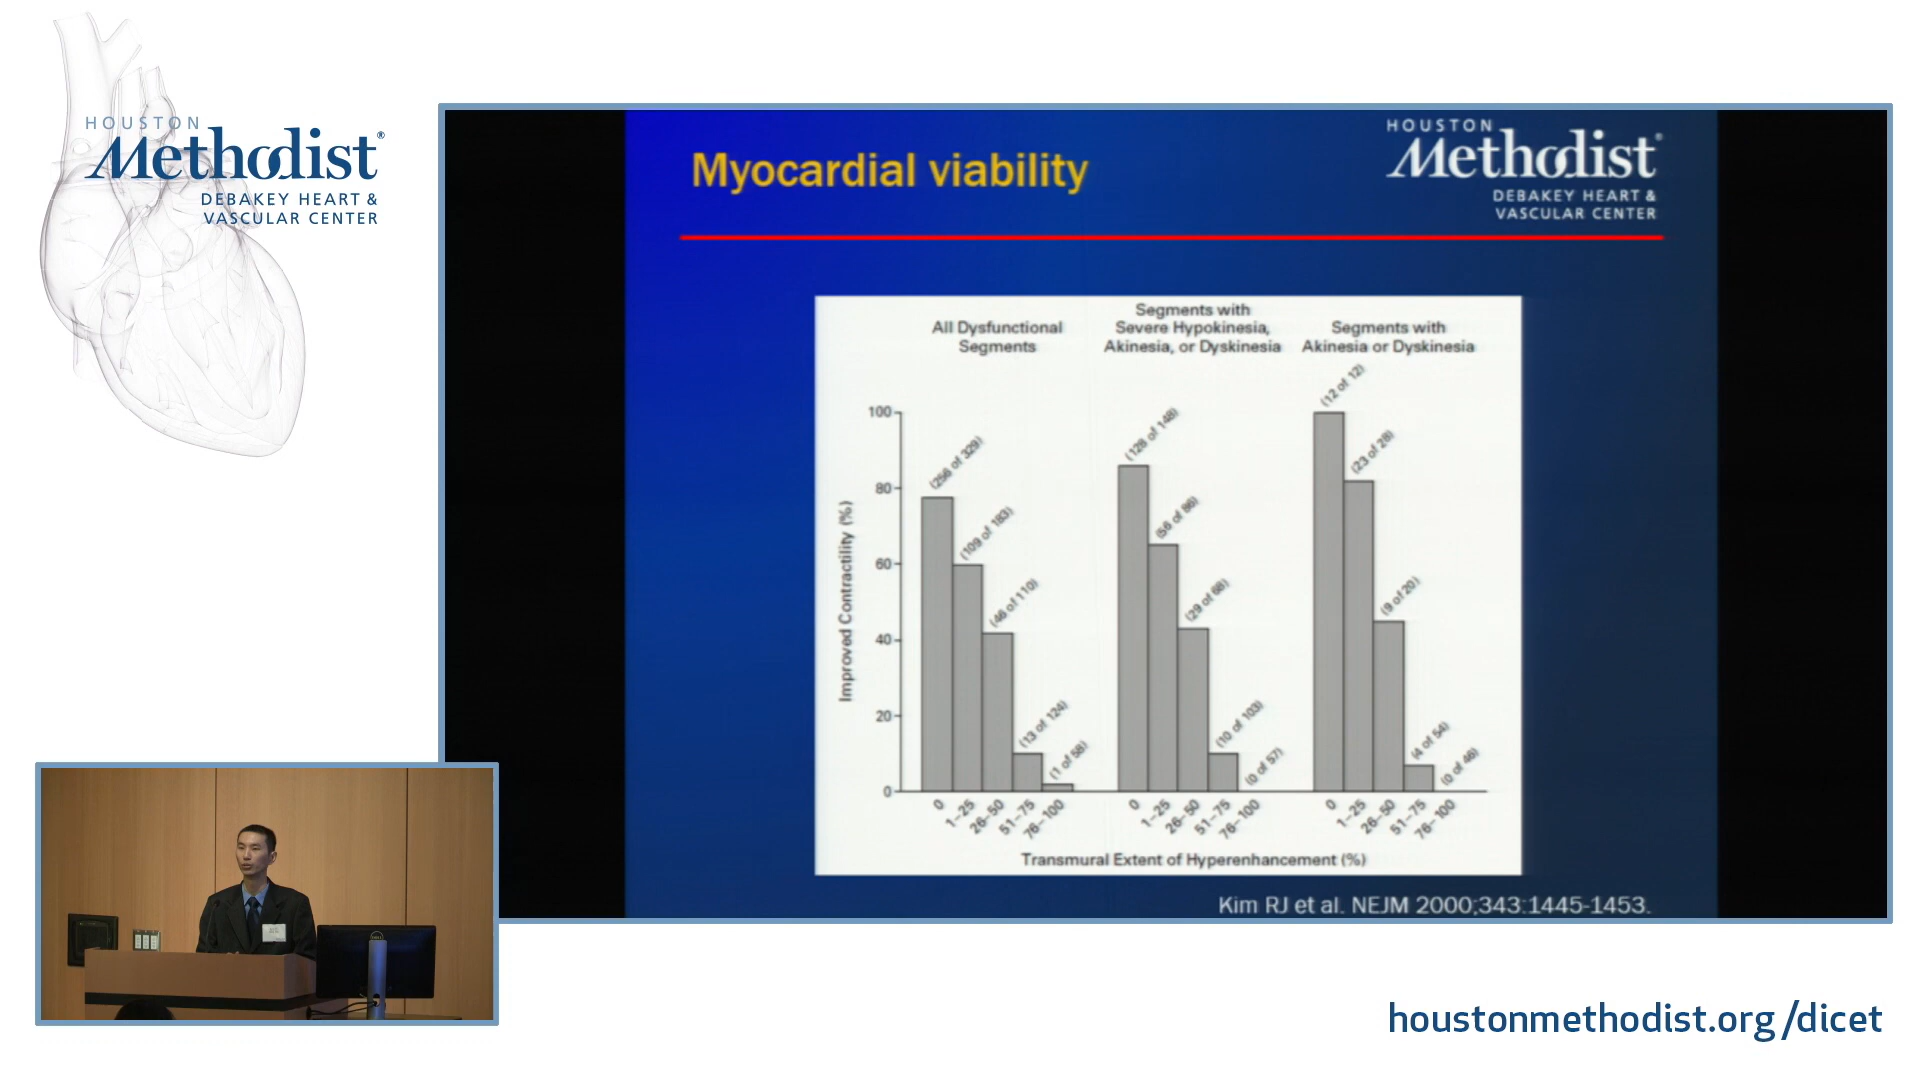 HOUSTON
Methodist®
DEBAKEY HEART &
VASCULAR CENTER
Myocardial viability
HOUSTON
Methodist®
DEBAKEY HEART &
VASCULAR CENTER
All Dysfunctional
Segments
Segments with
Severe Hypokinesia,
Akinesia, or Dyskinesia
Segments with
Akinesia or Dyskinesia
Improved Contractility (%)
100
80
60
40
20
0
(256 of 329)
(109 of 183)
(46 of 110)
(13 of 124)
(1 of 58)
(128 of 148)
(56 of 86)
(29 of 68)
(10 of 103)
(0 of 57)
(12 of 12)
(23 of 28)
(9 of 20)
(4 of 54)
(0 of 46)
0
1–25
26–50
51–75
76–100
0
1–25
26–50
51–75
76–100
0
1–25
26–50
51–75
76–100
Transmural Extent of Hyperenhancement (%)
Kim RJ et al. NEJM 2000;343:1445-1453.
houstonmethodist.org/dicet